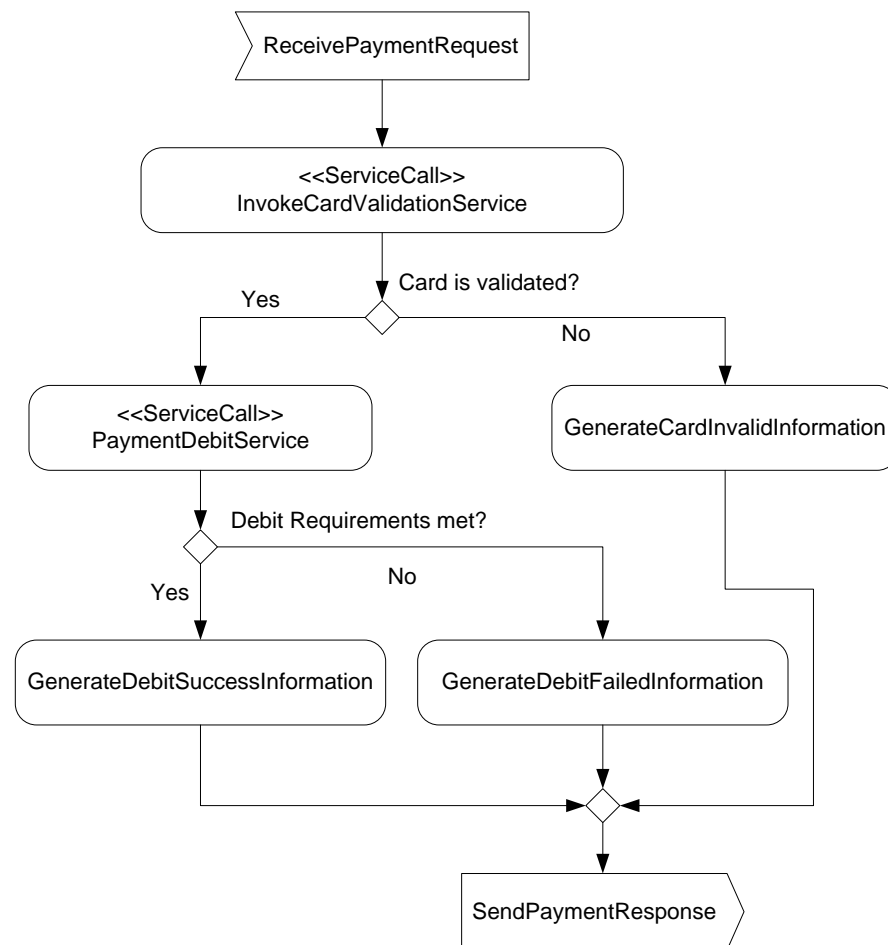 ReceivePaymentRequest
<<ServiceCall>>
InvokeCardValidationService
Card is validated?
Yes
No
<<ServiceCall>>
PaymentDebitService
GenerateCardInvalidInformation
Debit Requirements met?
No
Yes
GenerateDebitSuccessInformation
GenerateDebitFailedInformation
SendPaymentResponse